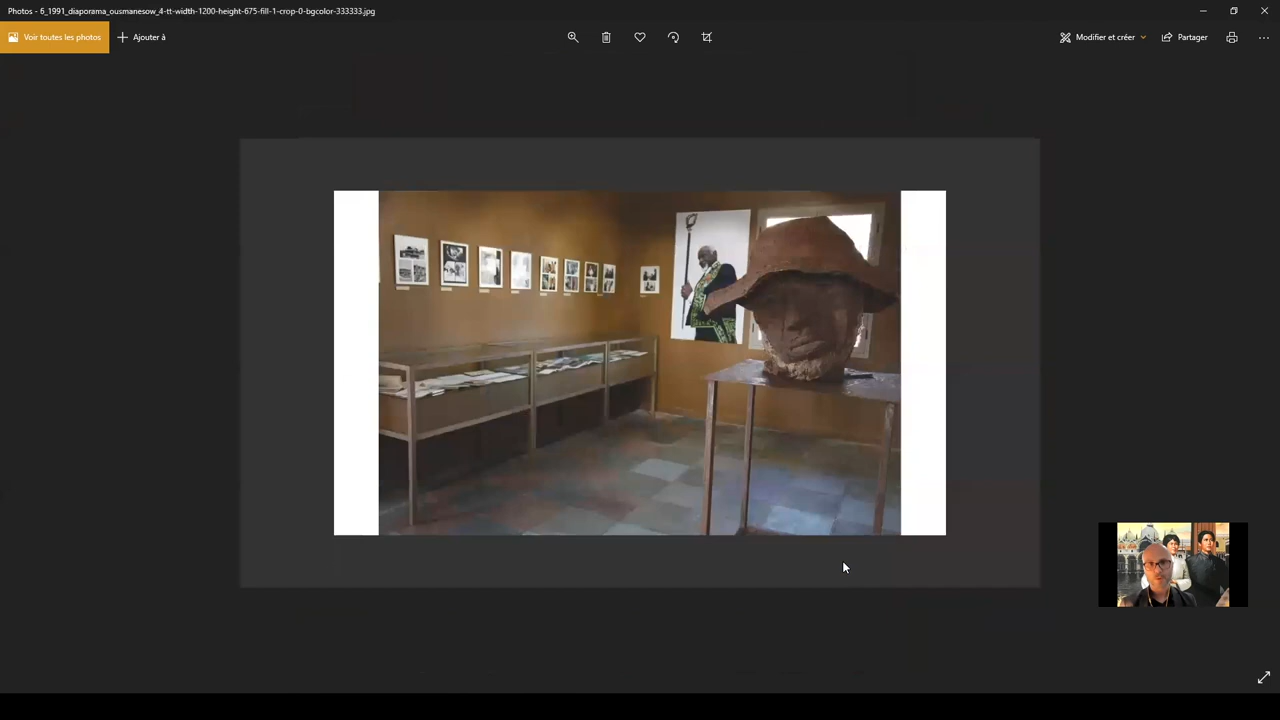 Photos - 6_1991_diaporama_ousmanesow_4-tt-width-1200-height-675-fill-1-crop-0-bgcolor-333333.jpg
Voir toutes les photos
Ajouter à
Modifier et créer
Partager